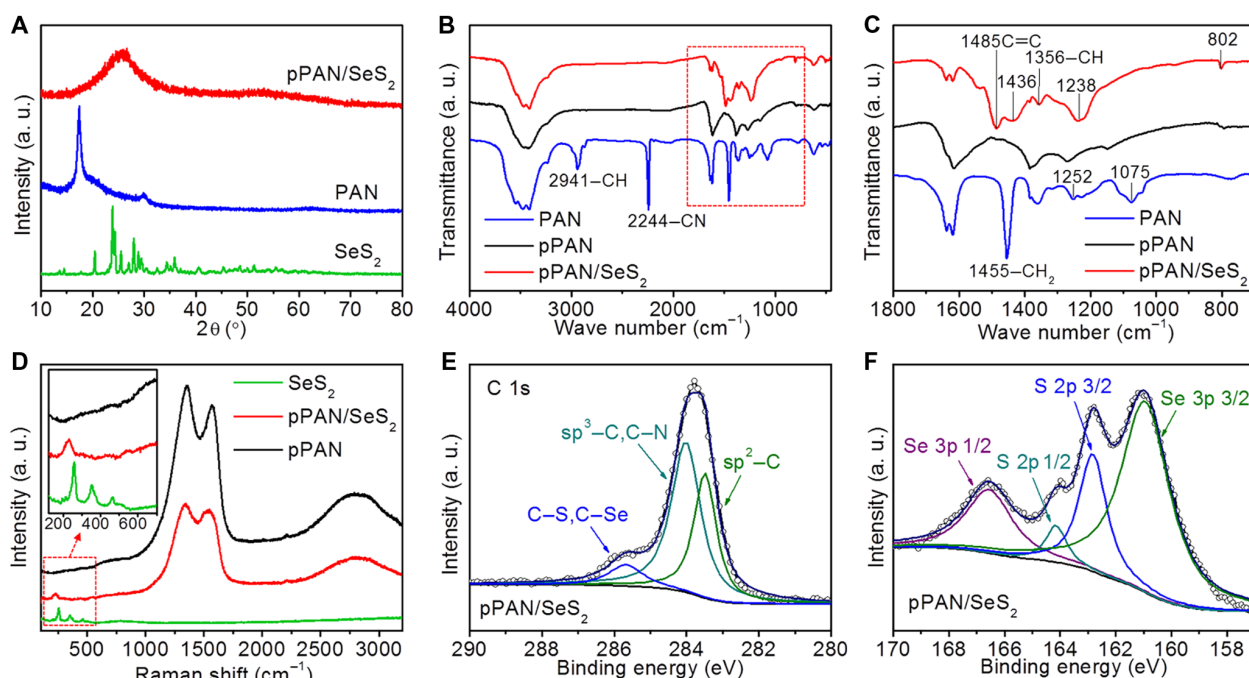 A
Intensity (a. u.)
pPAN/SeS2
PAN
SeS2
10 20 30 40 50 60 70 80
2θ (°)
B
Transmittance (a. u.)
2941–CH
2244–CN
PAN
pPAN
pPAN/SeS2
4000 3000 2000 1000
Wave number (cm−1)
C
Transmittance (a. u.)
1485C=C
1356–CH
802
1436
1238
1252
1075
1455–CH2
PAN
pPAN
pPAN/SeS2
1800 1600 1400 1200 1000 800
Wave number (cm−1)
D
Intensity (a. u.)
200 400 600
SeS2
pPAN/SeS2
pPAN
500 1000 1500 2000 2500 3000
Raman shift (cm−1)
E
Intensity (a. u.)
C 1s
sp3–C,C–N
sp2–C
C–S,C–Se
pPAN/SeS2
290 288 286 284 282 280
Binding energy (eV)
F
Intensity (a. u.)
S 2p 3/2
Se 3p 3/2
Se 3p 1/2
S 2p 1/2
pPAN/SeS2
170 168 166 164 162 160 158
Binding energy (eV)